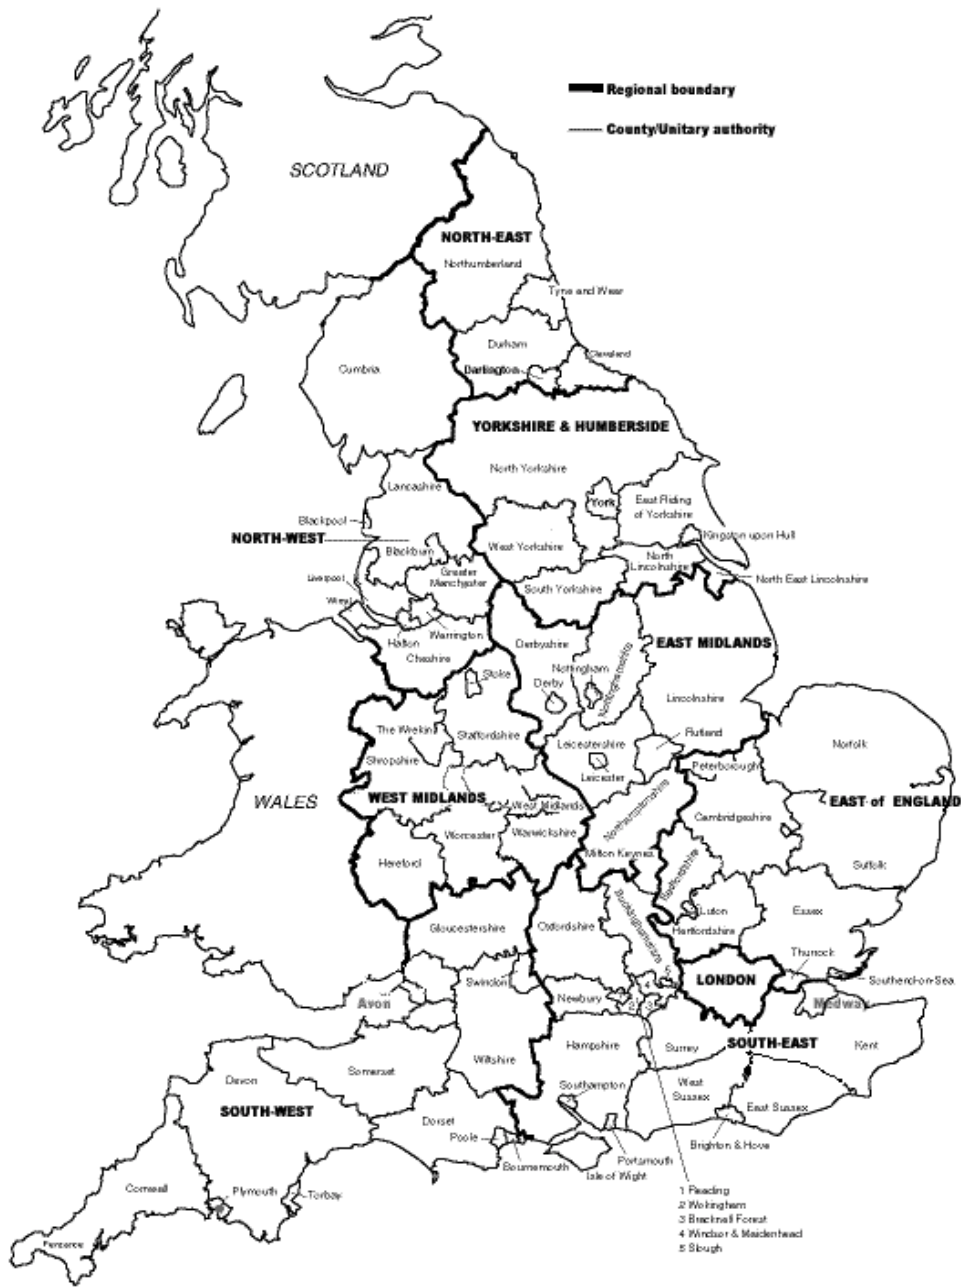 Regional boundary
County/Unitary authority
SCOTLAND
NORTH-EAST
Northumberland
Tyne and Wear
Durham
Cleveland
Darlington
Cumbria
YORKSHIRE & HUMBERSIDE
North Yorkshire
Lancashire
York
East Riding
of Yorkshire
Blackpool
NORTH-WEST
Blackburn
West Yorkshire
Kingston upon Hull
North
Lincolnshire
Greater
Manchester
Liverpool
South Yorkshire
North East Lincolnshire
Wirral
Halton
Warrington
Cheshire
Derbyshire
EAST MIDLANDS
Stoke
Nottingham
Nottinghamshire
Derby
Lincolnshire
The Wrekin
Staffordshire
Shropshire
Leicestershire
Rutland
Leicester
Peterborough
Norfolk
WALES
WEST MIDLANDS
West Midlands
Northamptonshire
EAST of ENGLAND
Cambridgeshire
Worcester
Warwickshire
Hereford
Milton Keynes
Bedfordshire
Suffolk
Luton
Essex
Hertfordshire
Gloucestershire
Oxfordshire
Buckinghamshire
Thurrock
LONDON
Southend-on-Sea
Swindon
Avon
Newbury
5
4
1
2
3
Medway
Hampshire
Surrey
SOUTH-EAST
Kent
Wiltshire
Somerset
Devon
SOUTH-WEST
Southampton
West
Sussex
East Sussex
Dorset
Poole
Brighton & Hove
Bournemouth
Portsmouth
Isle of Wight
Cornwall
Plymouth
Torbay
Penzance
1 Reading
2 Wokingham
3 Bracknell Forest
4 Windsor & Maidenhead
5 Slough